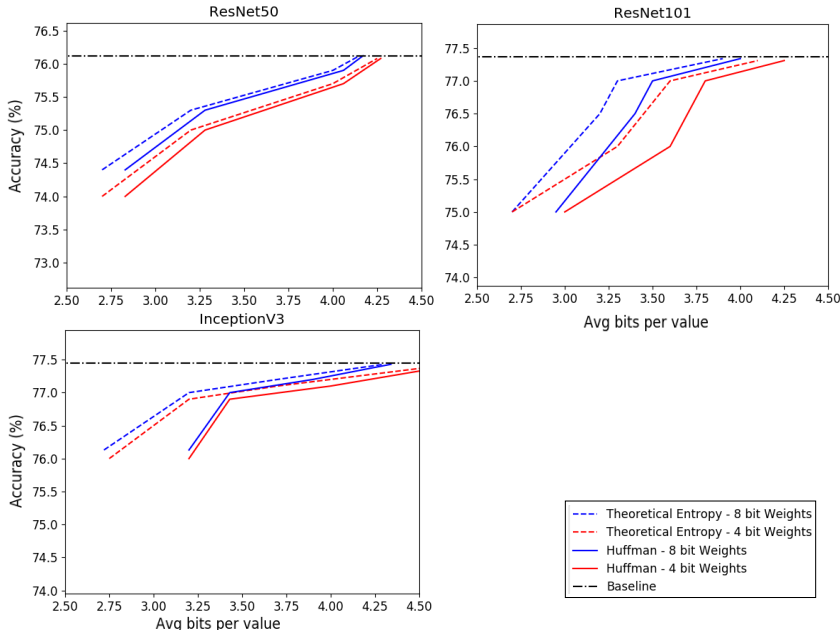 ResNet50
76.5
76.0
75.5
75.0
74.5
74.0
73.5
73.0
Accuracy (%)
2.50 2.75 3.00 3.25 3.50 3.75 4.00 4.25 4.50
ResNet101
77.5
77.0
76.5
76.0
75.5
75.0
74.5
74.0
2.50 2.75 3.00 3.25 3.50 3.75 4.00 4.25 4.50
Avg bits per value
InceptionV3
77.5
77.0
76.5
76.0
75.5
75.0
74.5
74.0
Accuracy (%)
2.50 2.75 3.00 3.25 3.50 3.75 4.00 4.25 4.50
Avg bits per value
Theoretical Entropy - 8 bit Weights
Theoretical Entropy - 4 bit Weights
Huffman - 8 bit Weights
Huffman - 4 bit Weights
Baseline